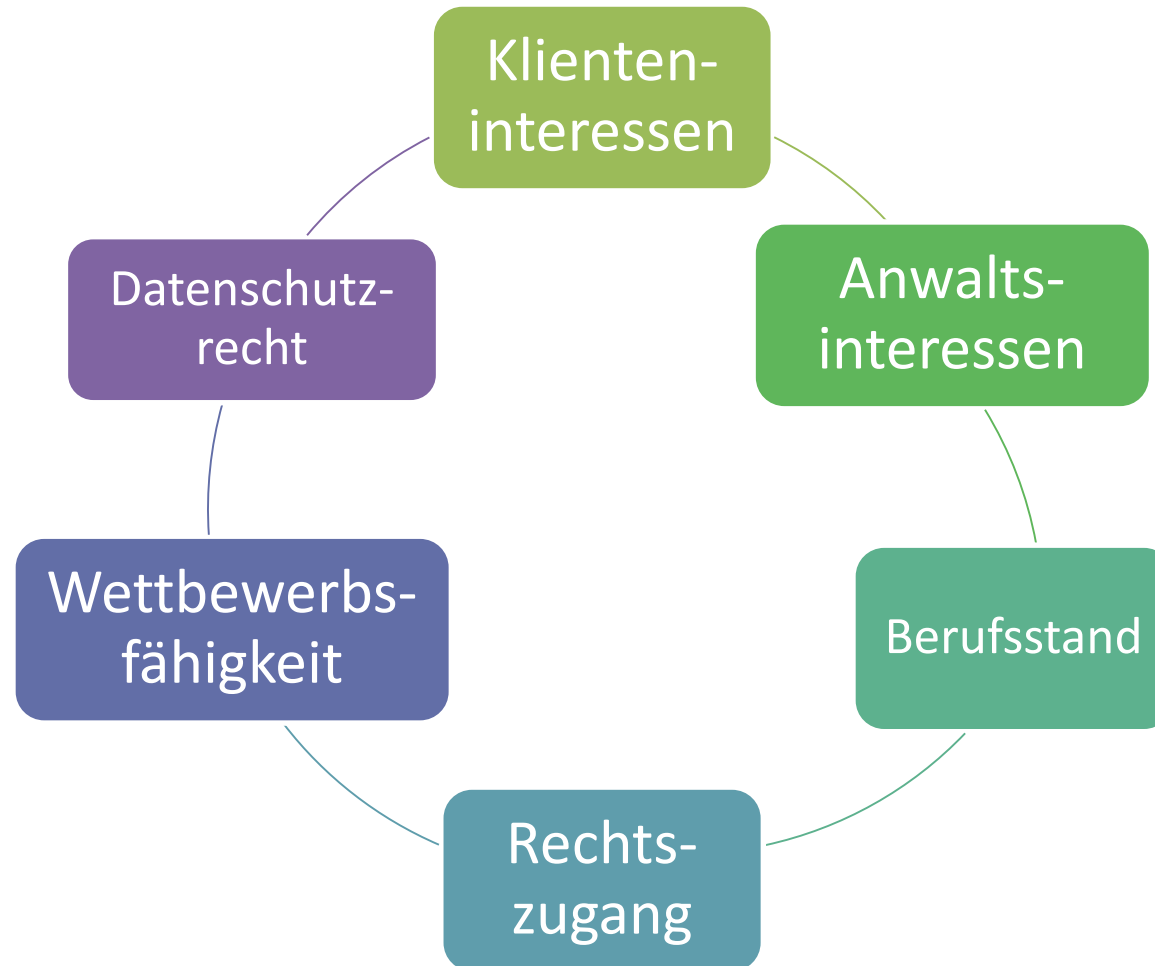 Klienten-
interessen
Anwalts-
interessen
Berufsstand
Rechts-
zugang
Wettbewerbs-
fähigkeit
Datenschutz-
recht